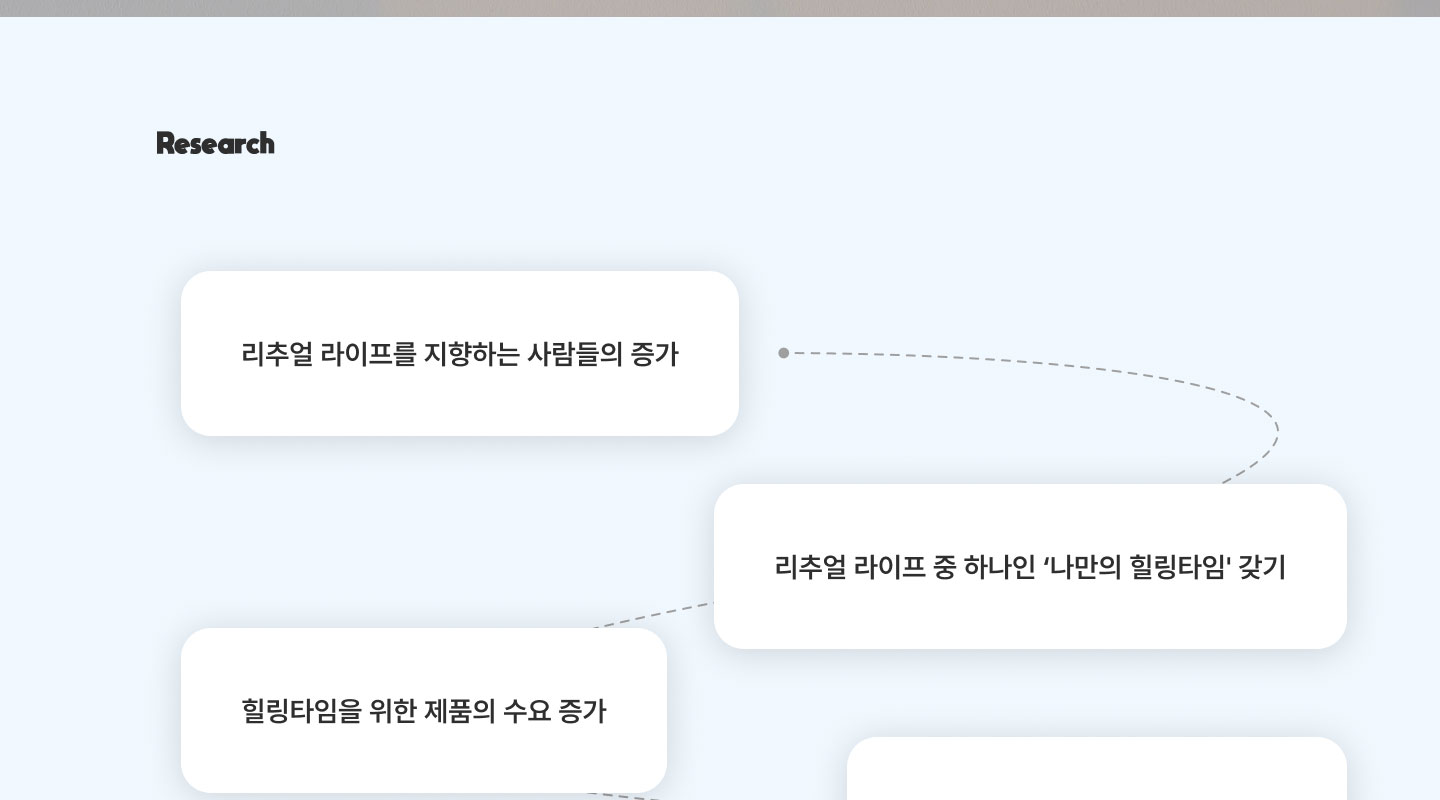 Research
리추얼 라이프를 지향하는 사람들의 증가
리추얼 라이프 중 하나인 ‘나만의 힐링타임' 갖기
힐링타임을 위한 제품의 수요 증가